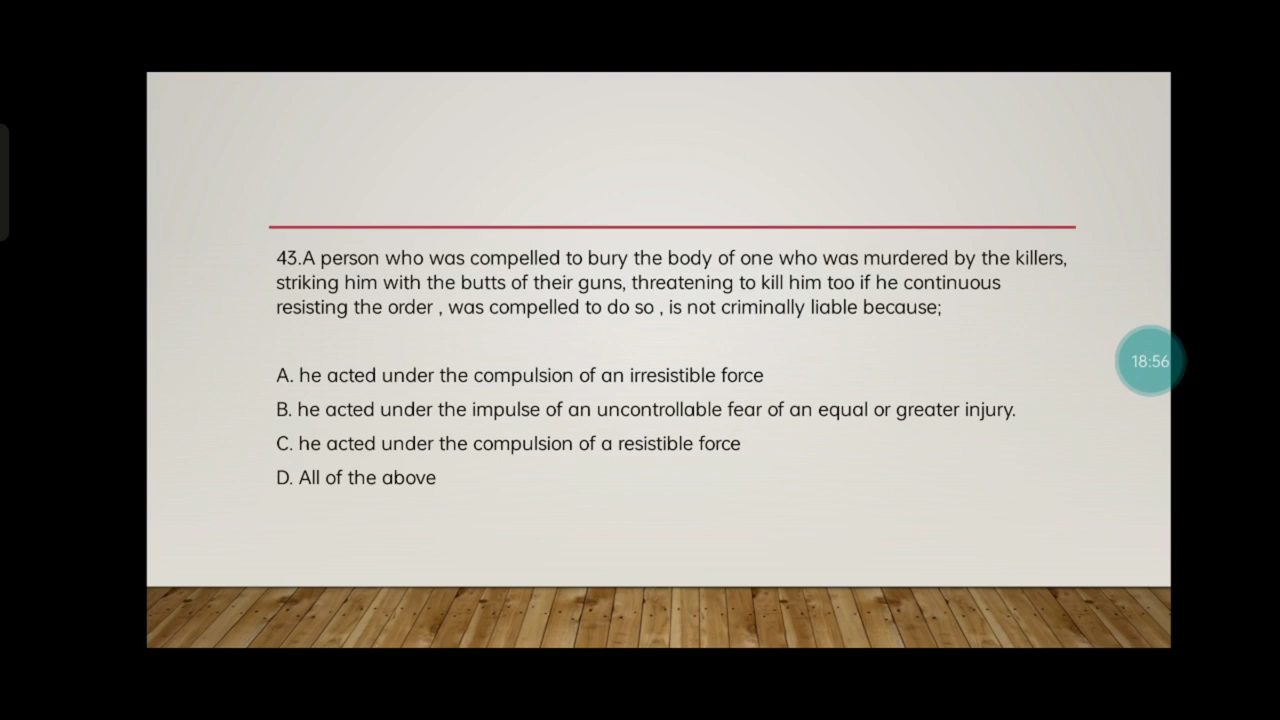 43.A person who was compelled to bury the body of one who was murdered by the killers,
striking him with the butts of their guns, threatening to kill him too if he continuous
resisting the order , was compelled to do so , is not criminally liable because;
A. he acted under the compulsion of an irresistible force
18:56
B. he acted under the impulse of an uncontrollable fear of an equal or greater injury.
C. he acted under the compulsion of a resistible force
D. All of the above